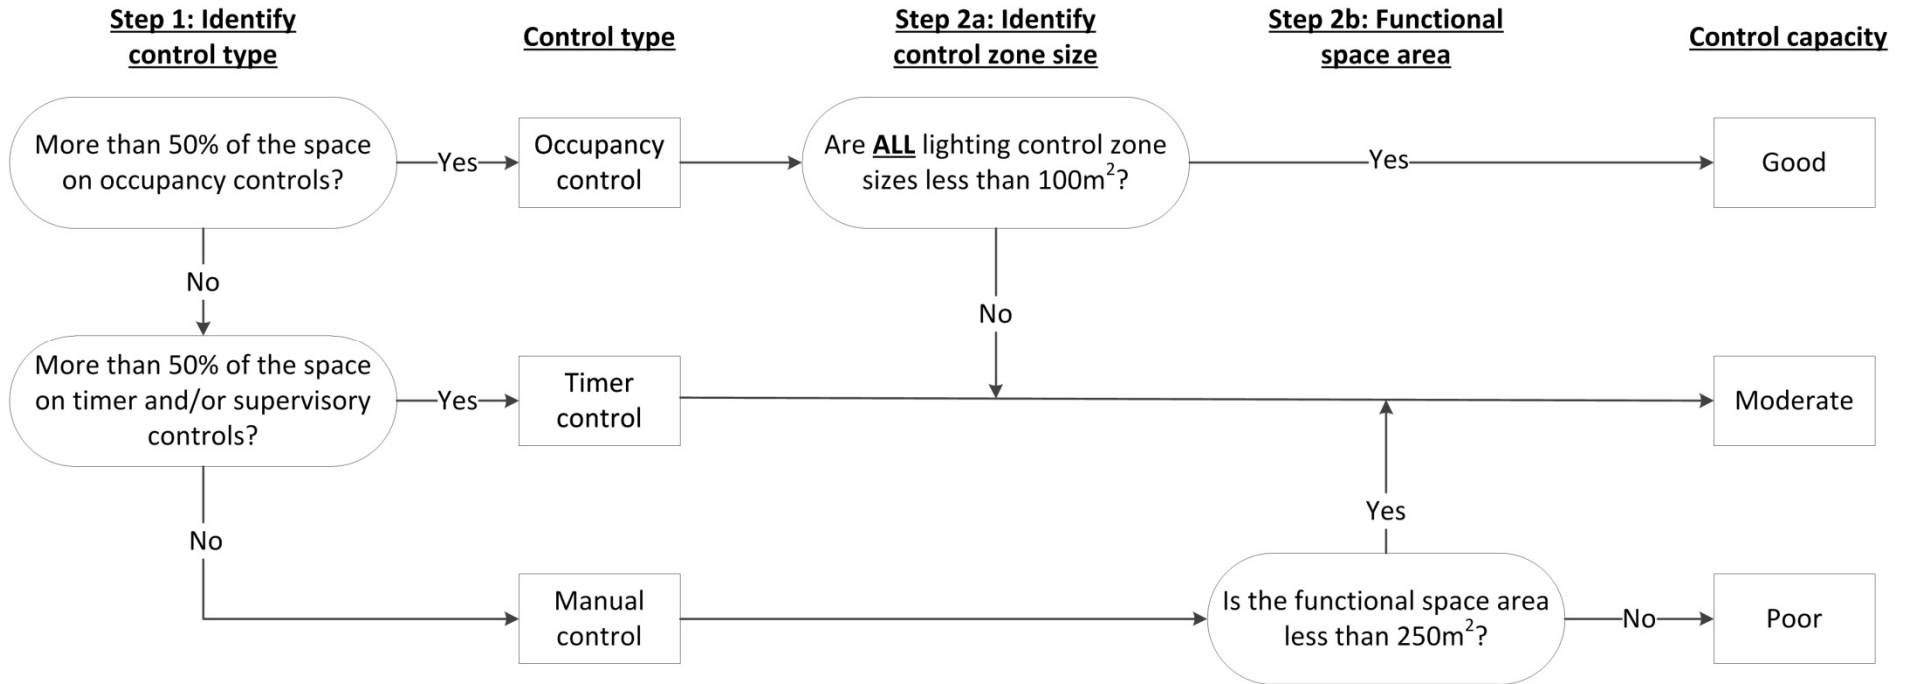 Step 1: Identify
control type
Control type
Step 2a: Identify
control zone size
Step 2b: Functional
space area
Control capacity
More than 50% of the space
on occupancy controls?
Yes
Occupancy
control
Are ALL lighting control zone
sizes less than 100m²?
Yes
Good
No
No
More than 50% of the space
on timer and/or supervisory
controls?
Yes
Timer
control
Moderate
No
Yes
Manual
control
Is the functional space area
less than 250m²?
No
Poor